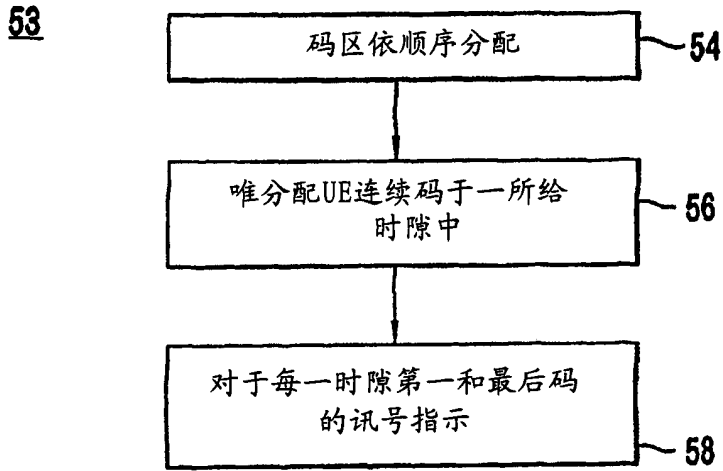 53
码区依顺序分配
54
唯分配UE连续码于一所给
时隙中
56
对于每一时隙第一和最后码
的讯号指示
58